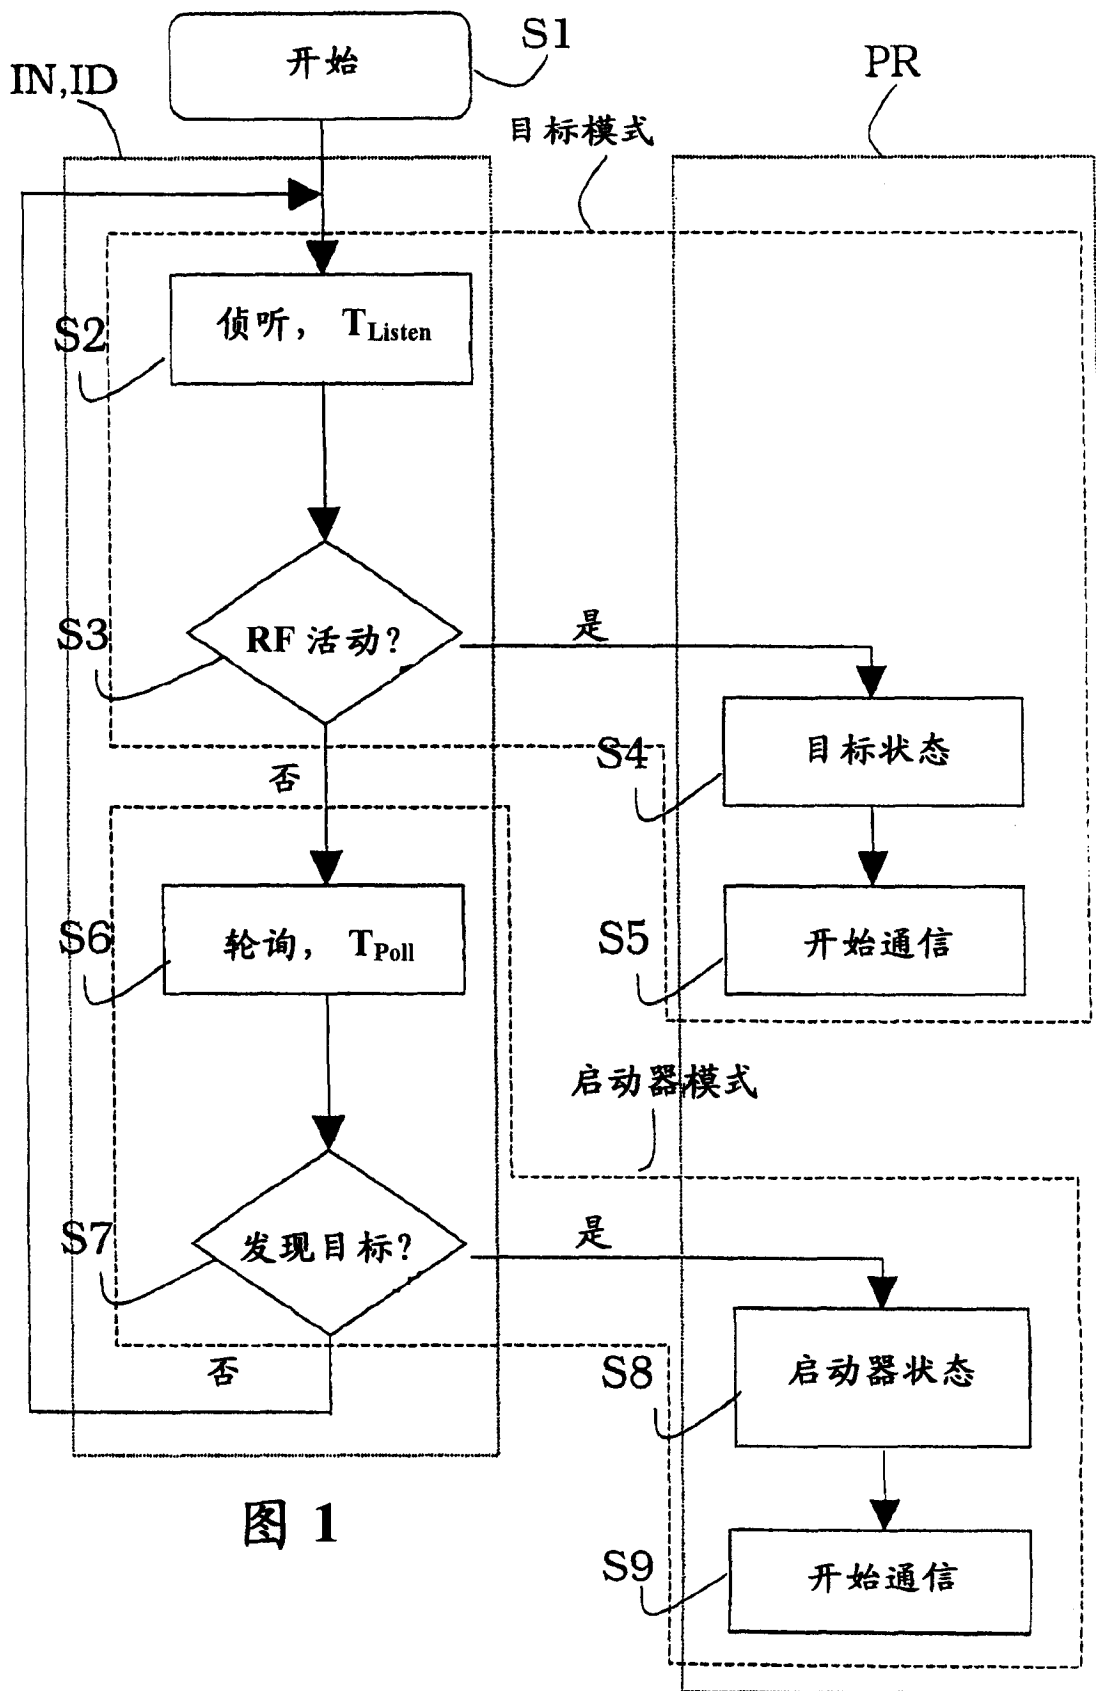 开始
S1
IN,ID
PR
目标模式
侦听, T_Listen
S2
RF 活动?
S3
是
目标状态
S4
否
轮询, T_Poll
S6
开始通信
S5
启动器模式
发现目标?
S7
是
启动器状态
S8
否
开始通信
S9
图 1